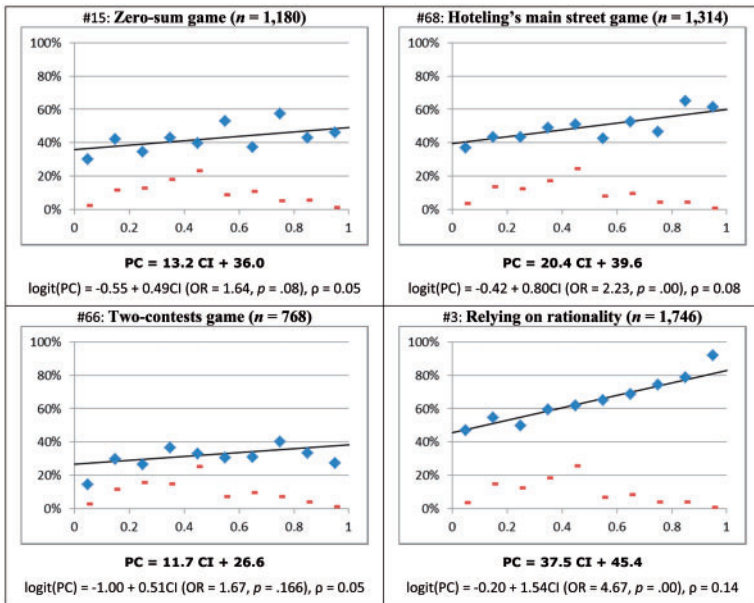 #15: Zero-sum game (n = 1,180)
100%
80%
60%
40%
20%
0%
0 0.2 0.4 0.6 0.8 1
PC = 13.2 CI + 36.0
logit(PC) = -0.55 + 0.49CI (OR = 1.64, p = .08), ρ = 0.05
#68: Hoteling's main street game (n = 1,314)
100%
80%
60%
40%
20%
0%
0 0.2 0.4 0.6 0.8 1
PC = 20.4 CI + 39.6
logit(PC) = -0.42 + 0.80CI (OR = 2.23, p = .00), ρ = 0.08
#66: Two-contests game (n = 768)
100%
80%
60%
40%
20%
0%
0 0.2 0.4 0.6 0.8 1
PC = 11.7 CI + 26.6
logit(PC) = -1.00 + 0.51CI (OR = 1.67, p = .166), ρ = 0.05
#3: Relying on rationality (n = 1,746)
100%
80%
60%
40%
20%
0%
0 0.2 0.4 0.6 0.8 1
PC = 37.5 CI + 45.4
logit(PC) = -0.20 + 1.54CI (OR = 4.67, p = .00), ρ = 0.14